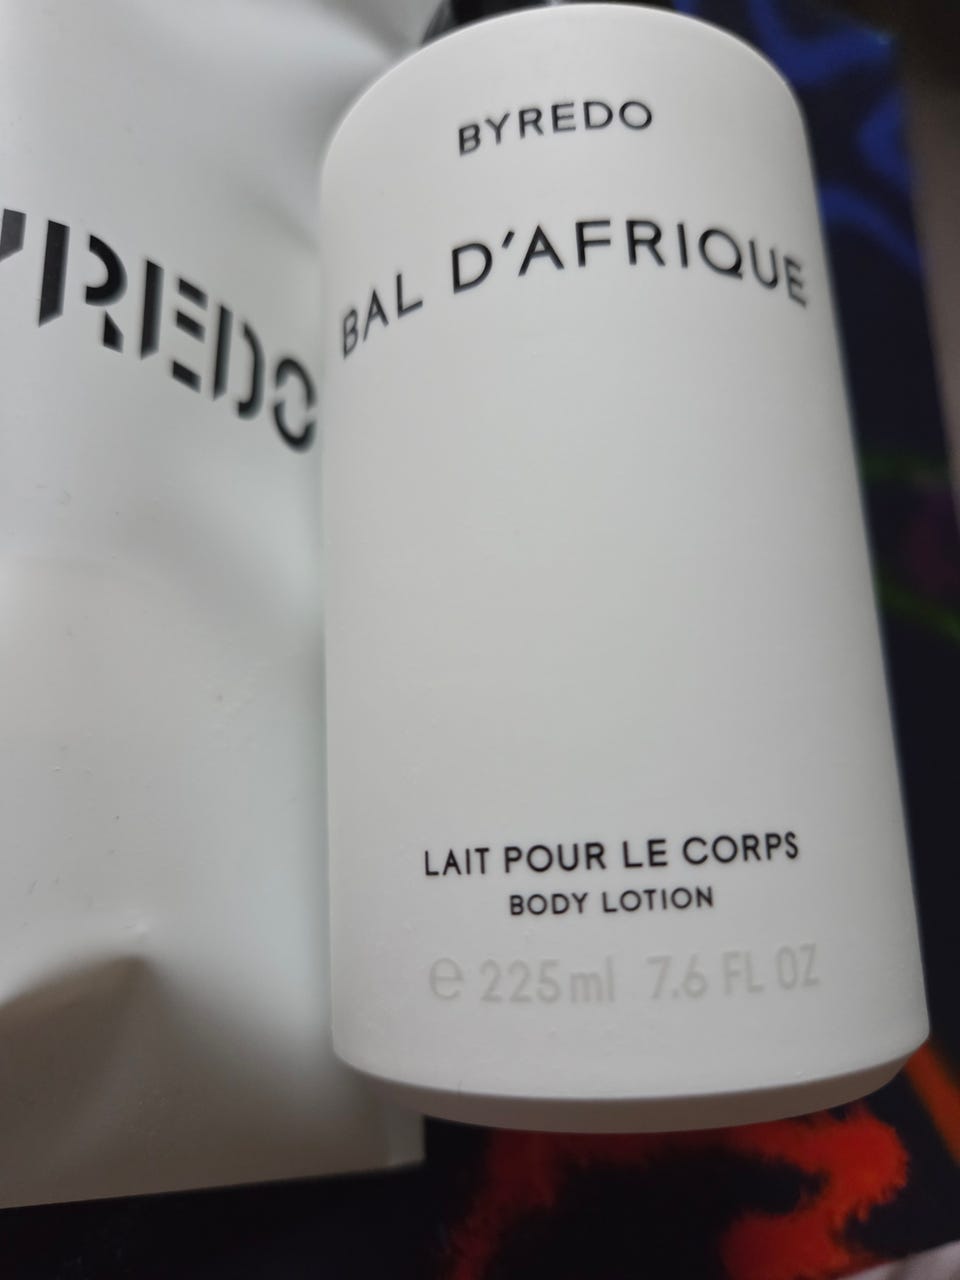 YREDO
BYREDO
BAL D'AFRIQUE
LAIT POUR LE CORPS
BODY LOTION
e 225ml 7.6 FL OZ